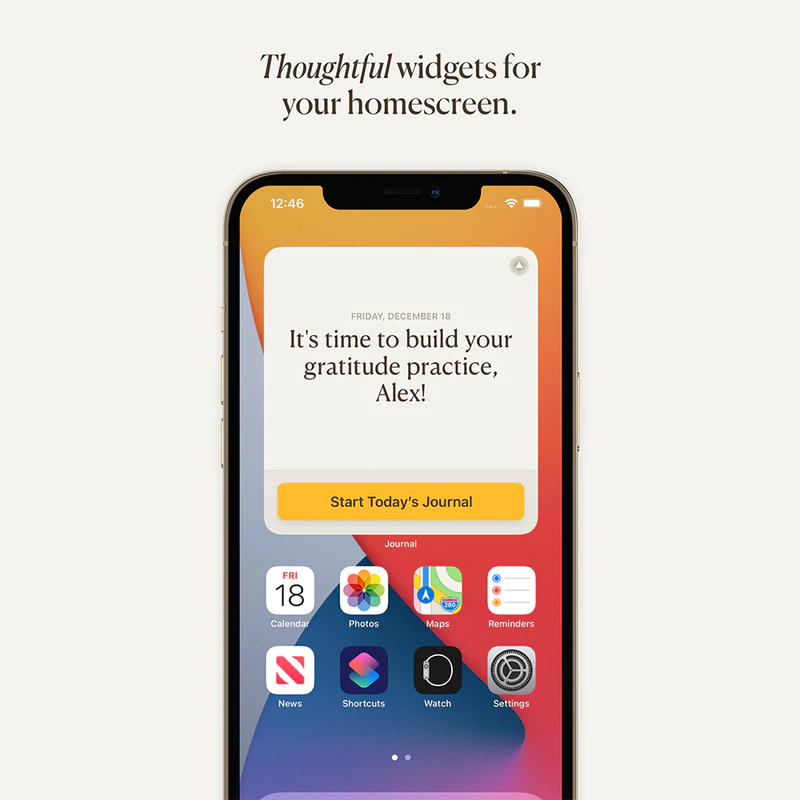 Thoughtful widgets for
your homescreen.
12:46
FRIDAY, DECEMBER 18
It's time to build your
gratitude practice,
Alex!
Start Today's Journal
Journal
FRI
18
280
Calendar Photos Maps Reminders
News Shortcuts Watch Settings